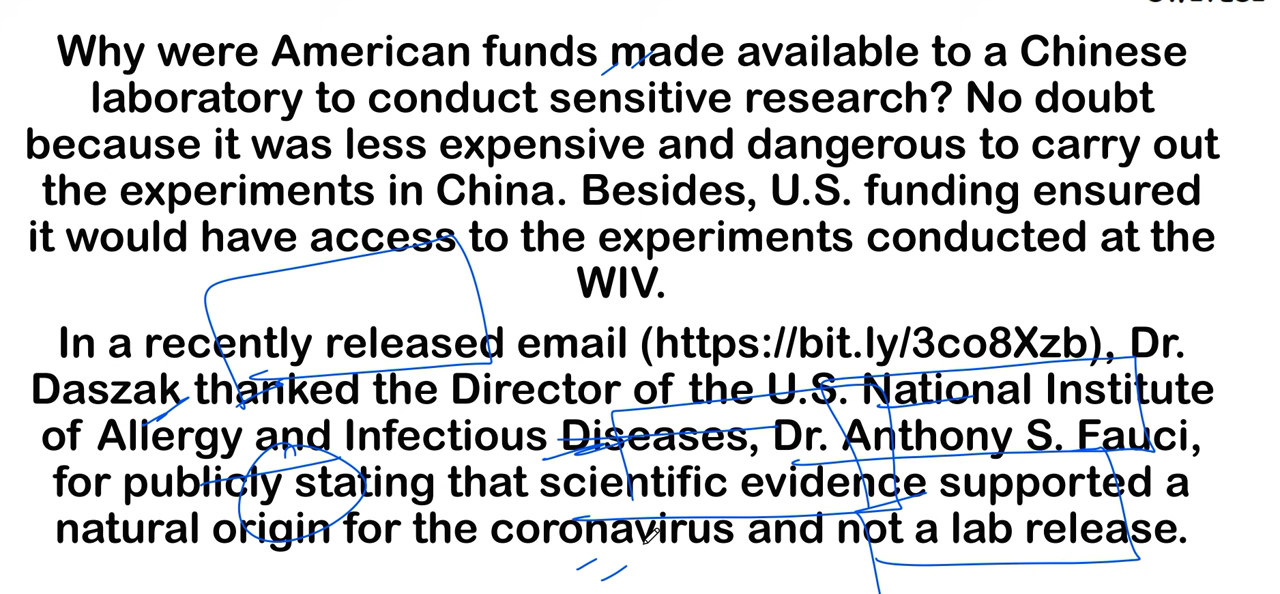 Why were American funds made available to a Chinese
laboratory to conduct sensitive research? No doubt
because it was less expensive and dangerous to carry out
the experiments in China. Besides, U.S. funding ensured
it would have access to the experiments conducted at the
WIV.
In a recently released email (https://bit.ly/3co8Xzb), Dr.
Daszak thanked the Director of the U.S. National Institute
of Allergy and Infectious Diseases, Dr. Anthony S. Fauci,
for publicly stating that scientific evidence supported a
natural origin for the coronavirus and not a lab release.